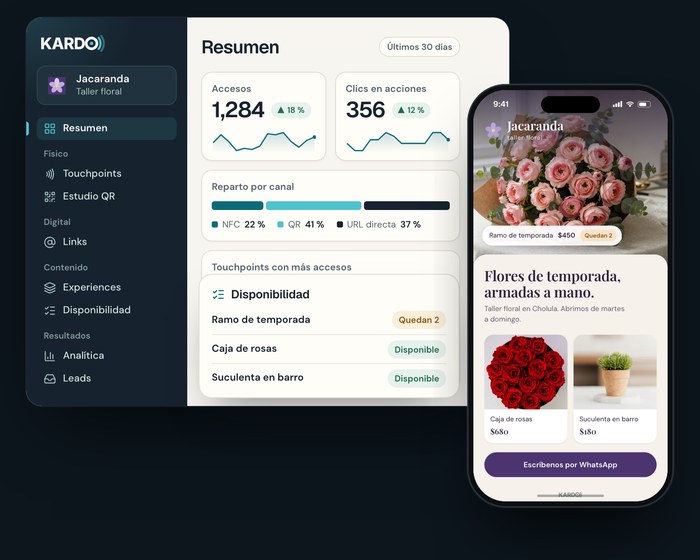 KARDO
Jacaranda
Taller floral
Resumen
Físico
Touchpoints
Estudio QR
Digital
Links
Contenido
Experiences
Disponibilidad
Resultados
Analítica
Leads
Resumen
Últimos 30 días
Accesos
1,284 ▲ 18 %
Clics en acciones
356 ▲ 12 %
Reparto por canal
NFC 22 % QR 41 % URL directa 37 %
Touchpoints con más accesos
Disponibilidad
Ramo de temporada Quedan 2
Caja de rosas Disponible
Suculenta en barro Disponible
9:41
Jacaranda
taller floral
Ramo de temporada $450 Quedan 2
Flores de temporada,
armadas a mano.
Taller floral en Cholula. Abrimos de martes
a domingo.
Caja de rosas
$680
Suculenta en barro
$180
Escríbenos por WhatsApp
KARDO